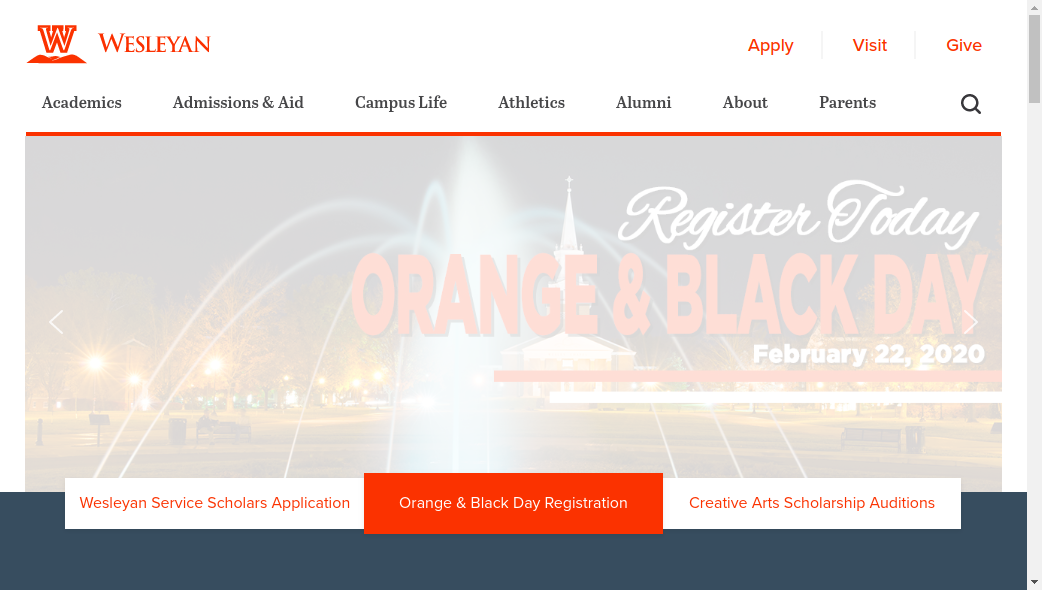 W WESLEYAN
Apply Visit Give
Academics Admissions & Aid Campus Life Athletics Alumni About Parents
Register Today
ORANGE & BLACK DAY
February 22, 2020
Wesleyan Service Scholars Application Orange & Black Day Registration Creative Arts Scholarship Auditions